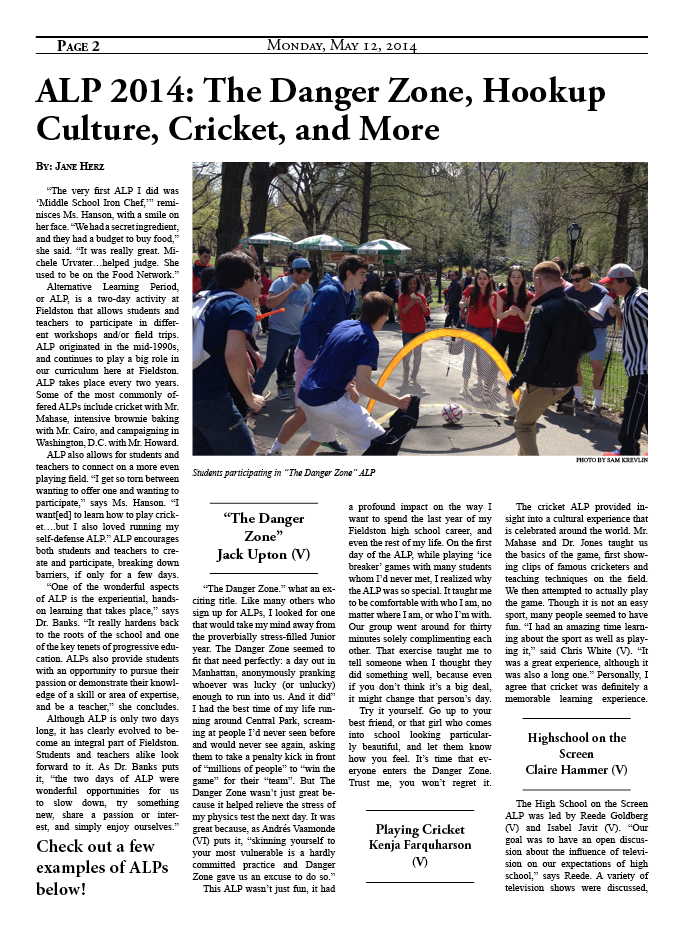 Page 2
Monday, May 12, 2014
ALP 2014: The Danger Zone, Hookup
Culture, Cricket, and More
By: Jane Herz
“The very first ALP I did was
‘Middle School Iron Chef,’” remi-
nisces Ms. Hanson, with a smile on
her face. “We had a secret ingredient,
and they had a budget to buy food,”
she said. “It was really great. Mi-
chele Urvater…helped judge. She
used to be on the Food Network.”
Alternative Learning Period,
or ALP, is a two-day activity at
Fieldston that allows students and
teachers to participate in differ-
ent workshops and/or field trips.
ALP originated in the mid-1990s,
and continues to play a big role in
our curriculum here at Fieldston.
ALP takes place every two years.
Some of the most commonly of-
fered ALPs include cricket with Mr.
Mahase, intensive brownie baking
with Mr. Cairo, and campaigning in
Washington, D.C. with Mr. Howard.
ALP also allows for students and
teachers to connect on a more even
playing field. “I get so torn between
wanting to offer one and wanting to
participate,” says Ms. Hanson. “I
want[ed] to learn how to play crick-
et….but I also loved running my
self-defense ALP.” ALP encourages
both students and teachers to cre-
ate and participate, breaking down
barriers, if only for a few days.
“One of the wonderful aspects
of ALP is the experiential, hands-
on learning that takes place,” says
Dr. Banks. “It really hardens back
to the roots of the school and one
of the key tenets of progressive edu-
cation. ALPs also provide students
with an opportunity to pursue their
passion or demonstrate their knowl-
edge of a skill or area of expertise,
and be a teacher,” she concludes.
Although ALP is only two days
long, it has clearly evolved to be-
come an integral part of Fieldston.
Students and teachers alike look
forward to it. As Dr. Banks puts
it, “the two days of ALP were
wonderful opportunities for us
to slow down, try something
new, share a passion or inter-
est, and simply enjoy ourselves.”
Check out a few
examples of ALPs
below!
PHOTO BY SAM KREVLIN
Students participating in “The Danger Zone” ALP
“The Danger
Zone”
Jack Upton (V)
“The Danger Zone.” what an ex-
citing title. Like many others who
sign up for ALPs, I looked for one
that would take my mind away from
the proverbially stress-filled Junior
year. The Danger Zone seemed to
fit that need perfectly: a day out in
Manhattan, anonymously pranking
whoever was lucky (or unlucky)
enough to run into us. And it did”
I had the best time of my life run-
ning around Central Park, scream-
ing at people I’d never seen before
and would never see again, asking
them to take a penalty kick in front
of “millions of people” to “win the
game” for their “team”. But The
Danger Zone wasn’t just great be-
cause it helped relieve the stress of
my physics test the next day. It was
great because, as Andrés Vaamonde
(VI) puts it, “skinning yourself to
your most vulnerable is a hardly
committed practice and Danger
Zone gave us an excuse to do so.”
This ALP wasn’t just fun, it had
a profound impact on the way I
want to spend the last year of my
Fieldston high school career, and
even the rest of my life. On the first
day of the ALP, while playing ‘ice
breaker’ games with many students
whom I’d never met, I realized why
the ALP was so special. It taught me
to be comfortable with who I am, no
matter where I am, or who I’m with.
Our group went around for thirty
minutes solely complimenting each
other. That exercise taught me to
tell someone when I thought they
did something well, because even
if you don’t think it’s a big deal,
it might change that person’s day.
Try it yourself. Go up to your
best friend, or that girl who comes
into school looking particular-
ly beautiful, and let them know
how you feel. It’s time that ev-
eryone enters the Danger Zone.
Trust me, you won’t regret it.
Playing Cricket
Kenja Farquharson
(V)
The cricket ALP provided in-
sight into a cultural experience that
is celebrated around the world. Mr.
Mahase and Dr. Jones taught us
the basics of the game, first show-
ing clips of famous cricketers and
teaching techniques on the field.
We then attempted to actually play
the game. Though it is not an easy
sport, many people seemed to have
fun. “I had an amazing time learn-
ing about the sport as well as play-
ing it,” said Chris White (V). “It
was a great experience, although it
was also a long one.” Personally, I
agree that cricket was definitely a
memorable learning experience.
Highschool on the
Screen
Claire Hammer (V)
The High School on the Screen
ALP was led by Reede Goldberg
(V) and Isabel Javit (V). “Our
goal was to have an open discus-
sion about the influence of televi-
sion on our expectations of high
school,” says Reede. A variety of
television shows were discussed,